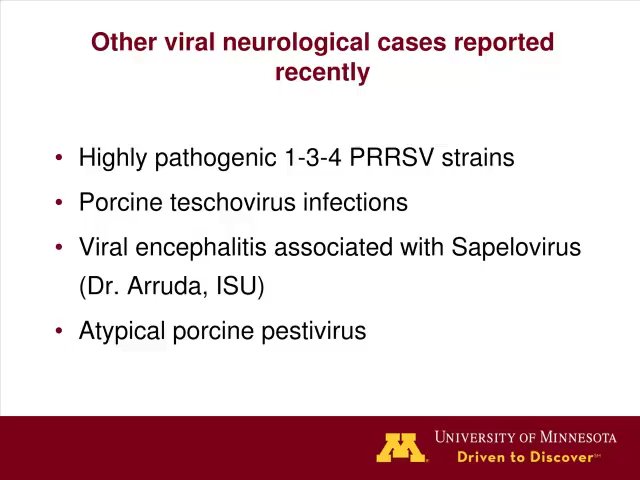 Other viral neurological cases reported
recently
• Highly pathogenic 1-3-4 PRRSV strains
• Porcine teschovirus infections
• Viral encephalitis associated with Sapelovirus
(Dr. Arruda, ISU)
• Atypical porcine pestivirus
M
UNIVERSITY OF MINNESOTA
Driven to Discover℠